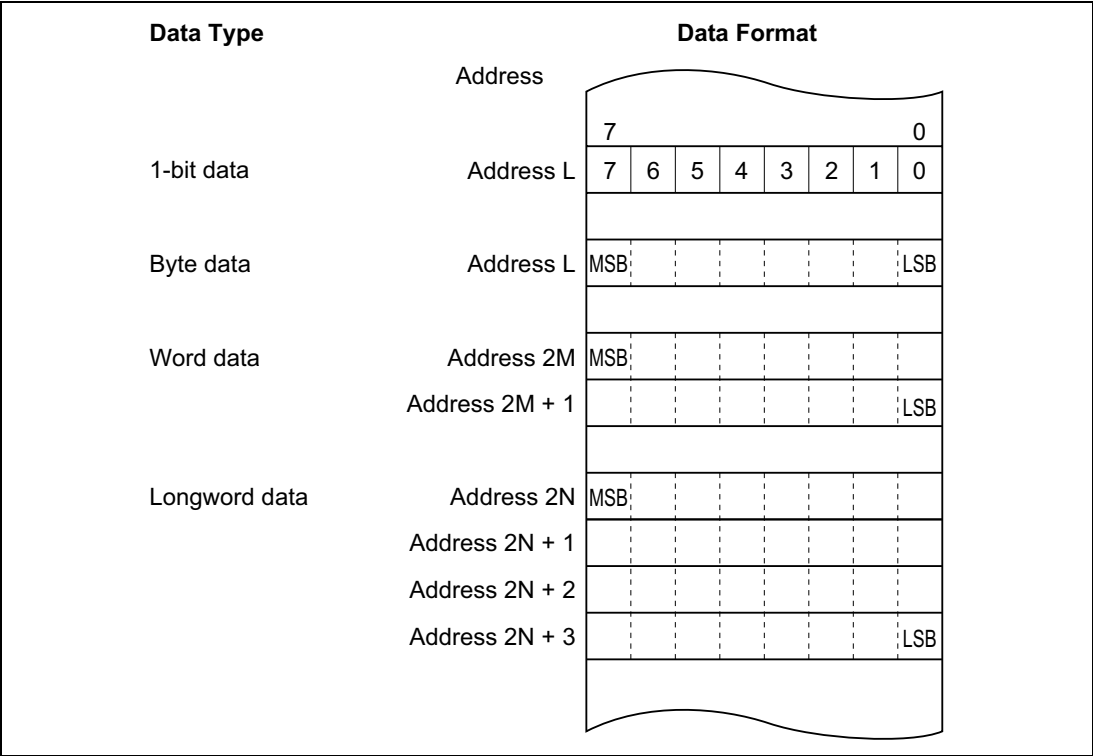 Data Type Data Format
Address
7 0
1-bit data Address L 7 6 5 4 3 2 1 0
Byte data Address L MSB LSB
Word data Address 2M MSB
Address 2M + 1 LSB
Longword data Address 2N MSB
Address 2N + 1
Address 2N + 2
Address 2N + 3 LSB